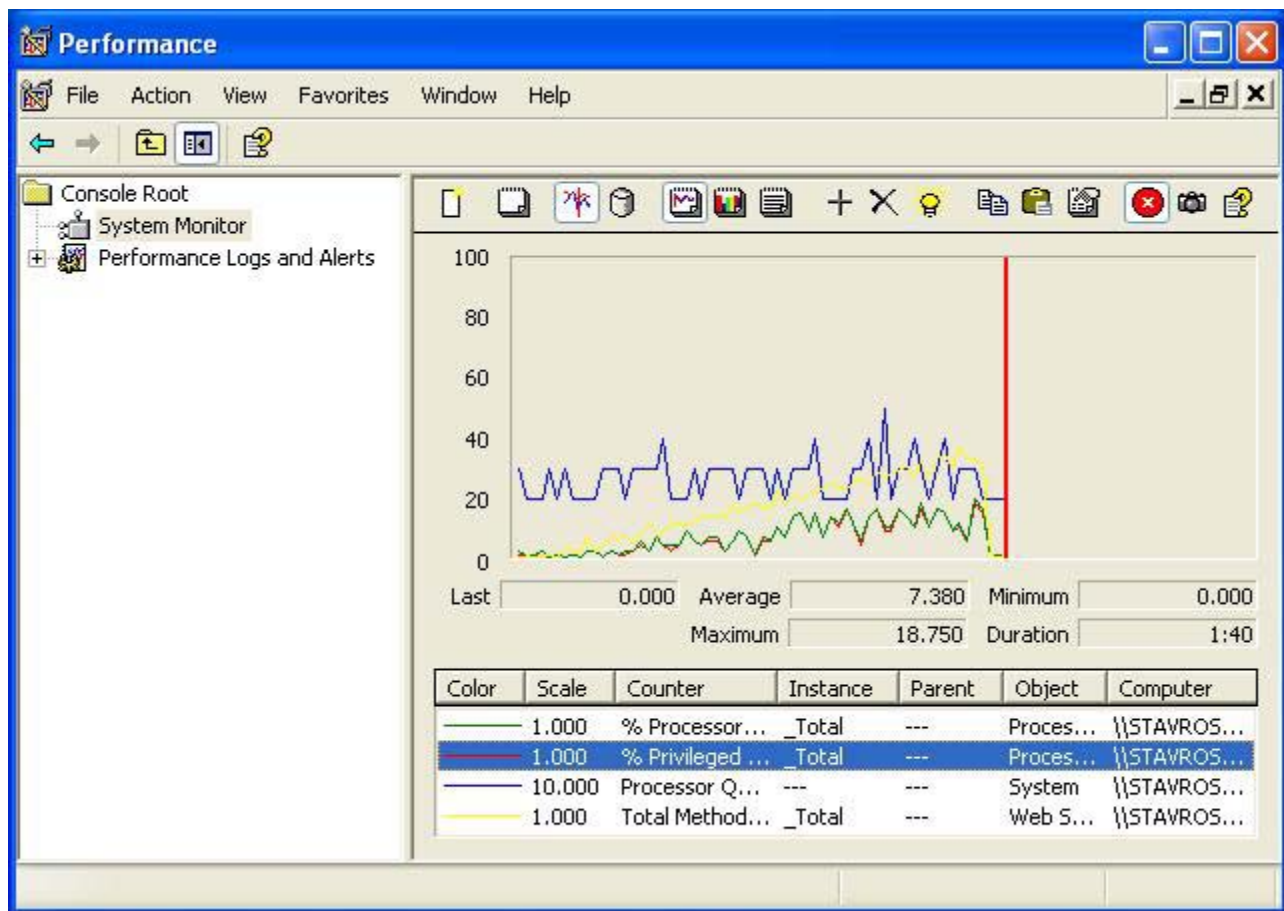 Performance
File Action View Favorites Window Help
Console Root
System Monitor
Performance Logs and Alerts
100
80
60
40
20
0
Last 0.000 Average 7.380 Minimum 0.000
Maximum 18.750 Duration 1:40
Color Scale Counter Instance Parent Object Computer
1.000 % Processor... _Total --- Proces... \\STAVROS...
1.000 % Privileged ... _Total --- Proces... \\STAVROS...
10.000 Processor Q... --- --- System \\STAVROS...
1.000 Total Method... _Total --- Web S... \\STAVROS...